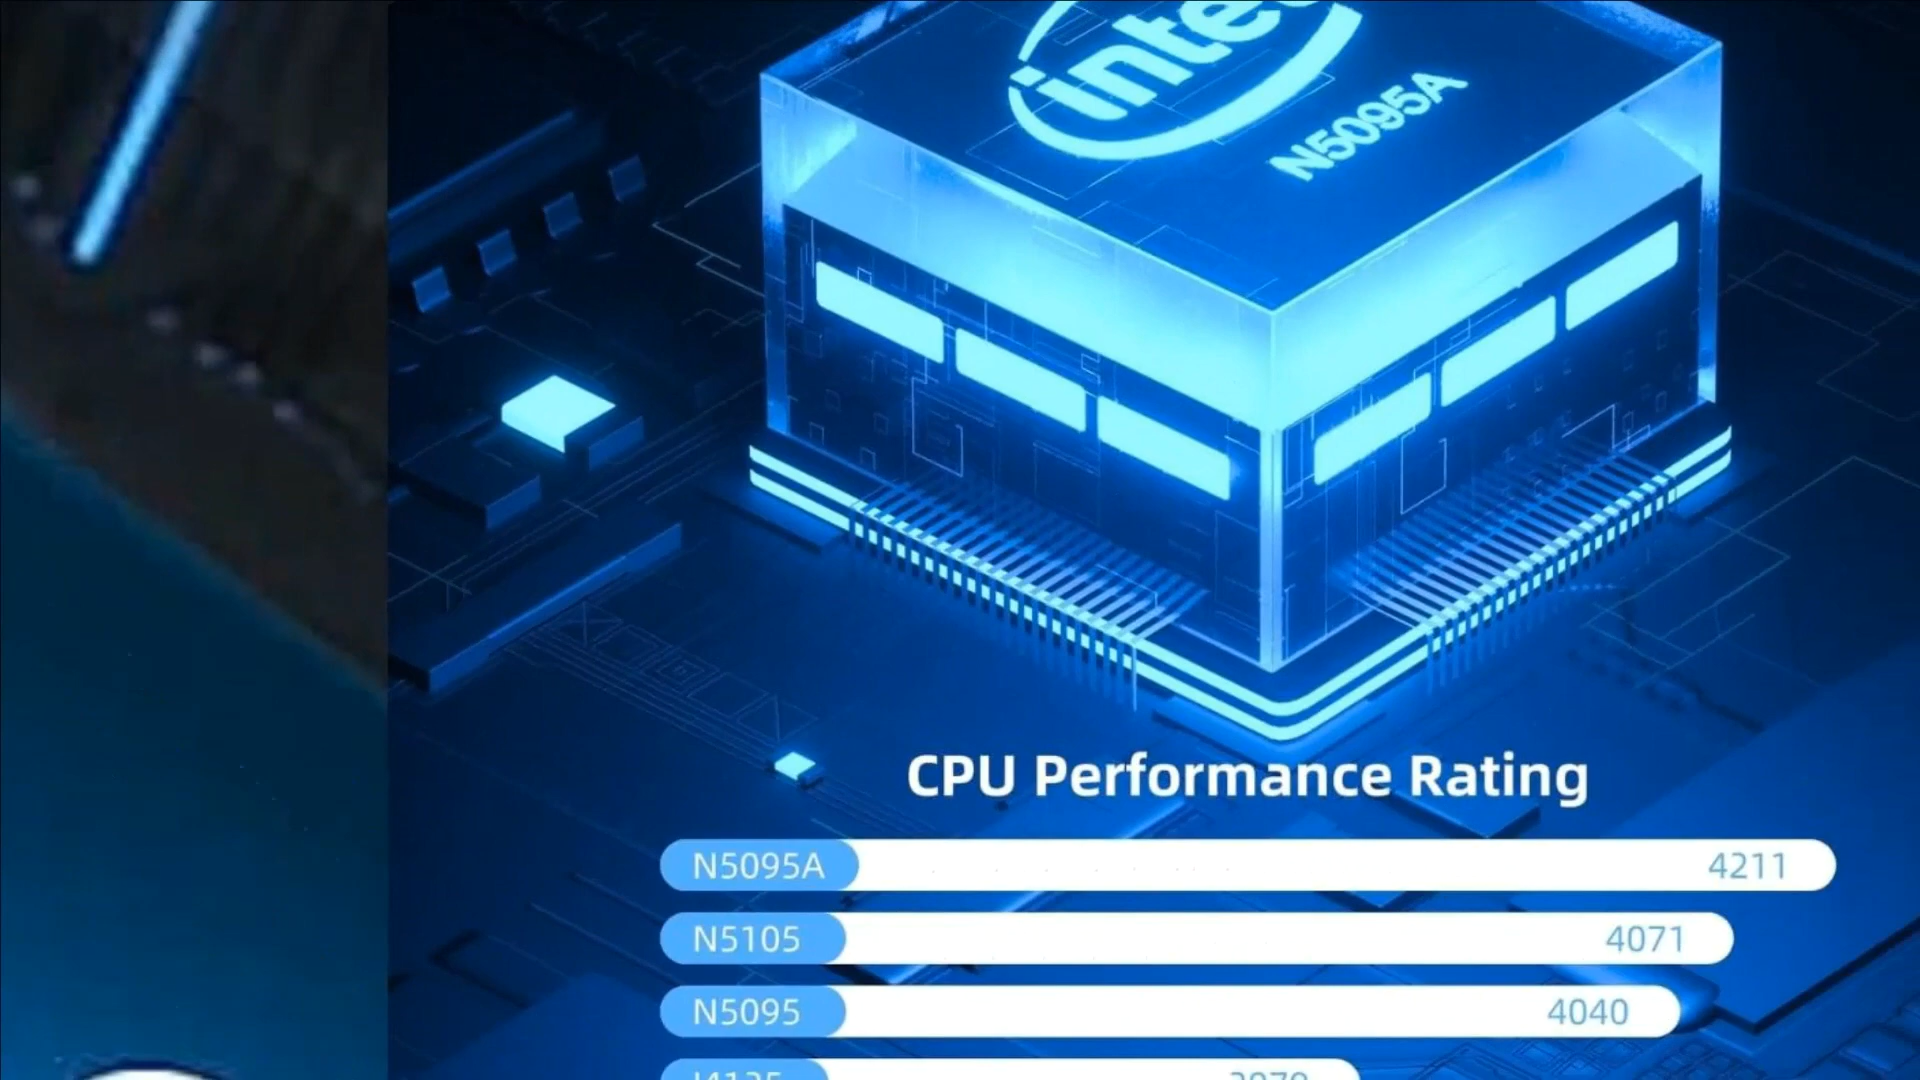 intel
N5095A
CPU Performance Rating
N5095A 4211
N5105 4071
N5095 4040